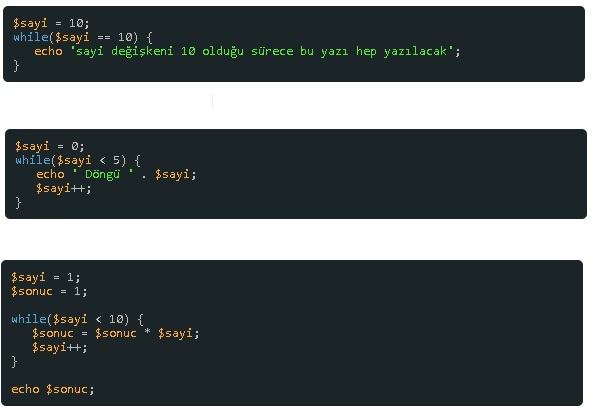 $sayi = 10;
while($sayi == 10) {
echo 'sayi değişkeni 10 olduğu sürece bu yazı hep yazılacak';
}
$sayi = 0;
while($sayi < 5) {
echo ' Döngü ' . $sayi;
$sayi++;
}
$sayi = 1;
$sonuc = 1;
while($sayi < 10) {
$sonuc = $sonuc * $sayi;
$sayi++;
}
echo $sonuc;